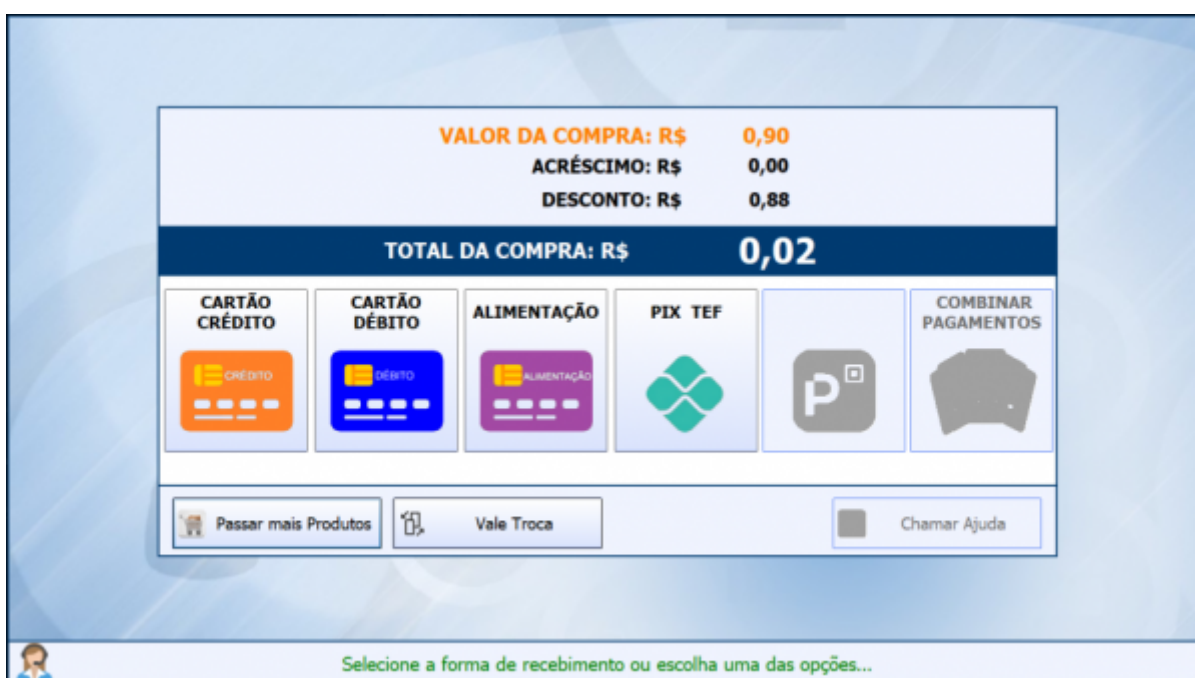 VALOR DA COMPRA: R$ 0,90
ACRÉSCIMO: R$ 0,00
DESCONTO: R$ 0,88
TOTAL DA COMPRA: R$ 0,02
CARTÃO
CRÉDITO
CARTÃO
DÉBITO
ALIMENTAÇÃO
PIX TEF
COMBINAR
PAGAMENTOS
CRÉDITO
DÉBITO
ALIMENTAÇÃO
P
Passar mais Produtos
Vale Troca
Chamar Ajuda
Selecione a forma de recebimento ou escolha uma das opções...